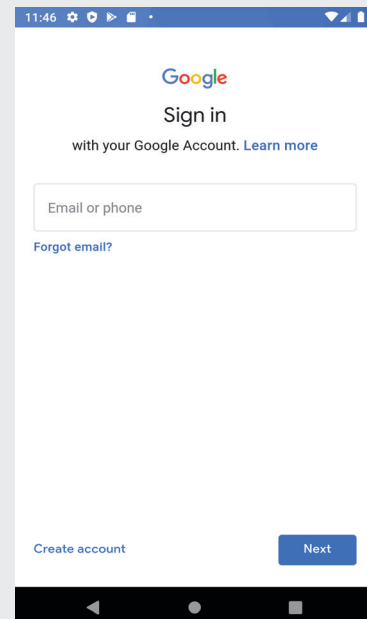 11:46
Google
Sign in
with your Google Account. Learn more
Email or phone
Forgot email?
Create account
Next